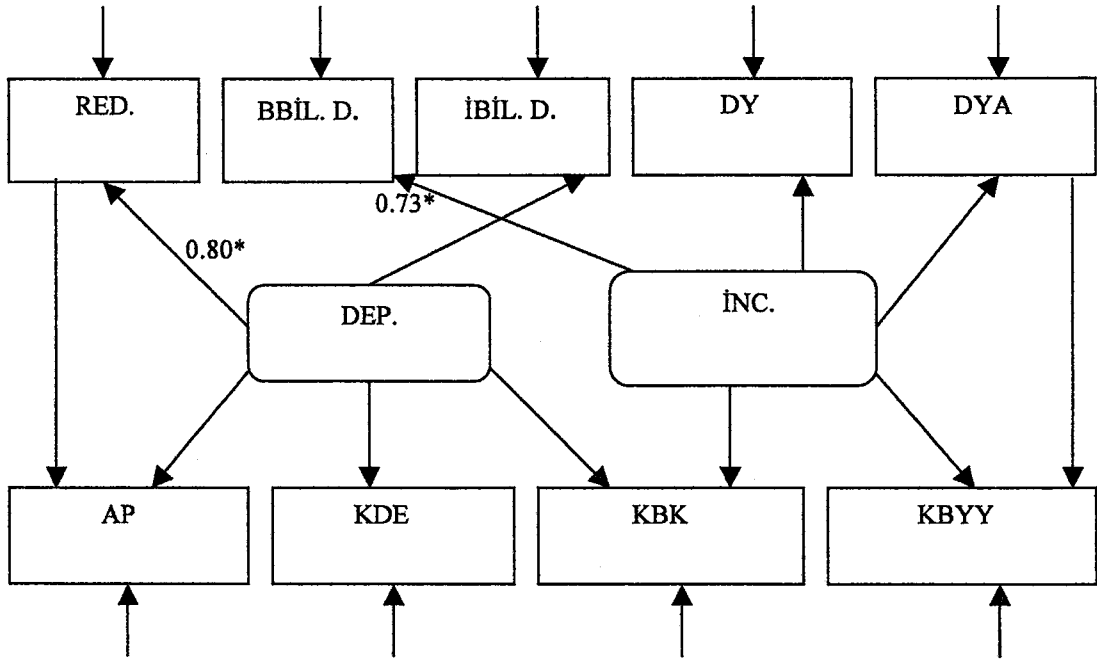 RED.
BBİL. D.
İBİL. D.
DY
DYA
0.73*
0.80*
DEP.
İNC.
AP
KDE
KBK
KBYY